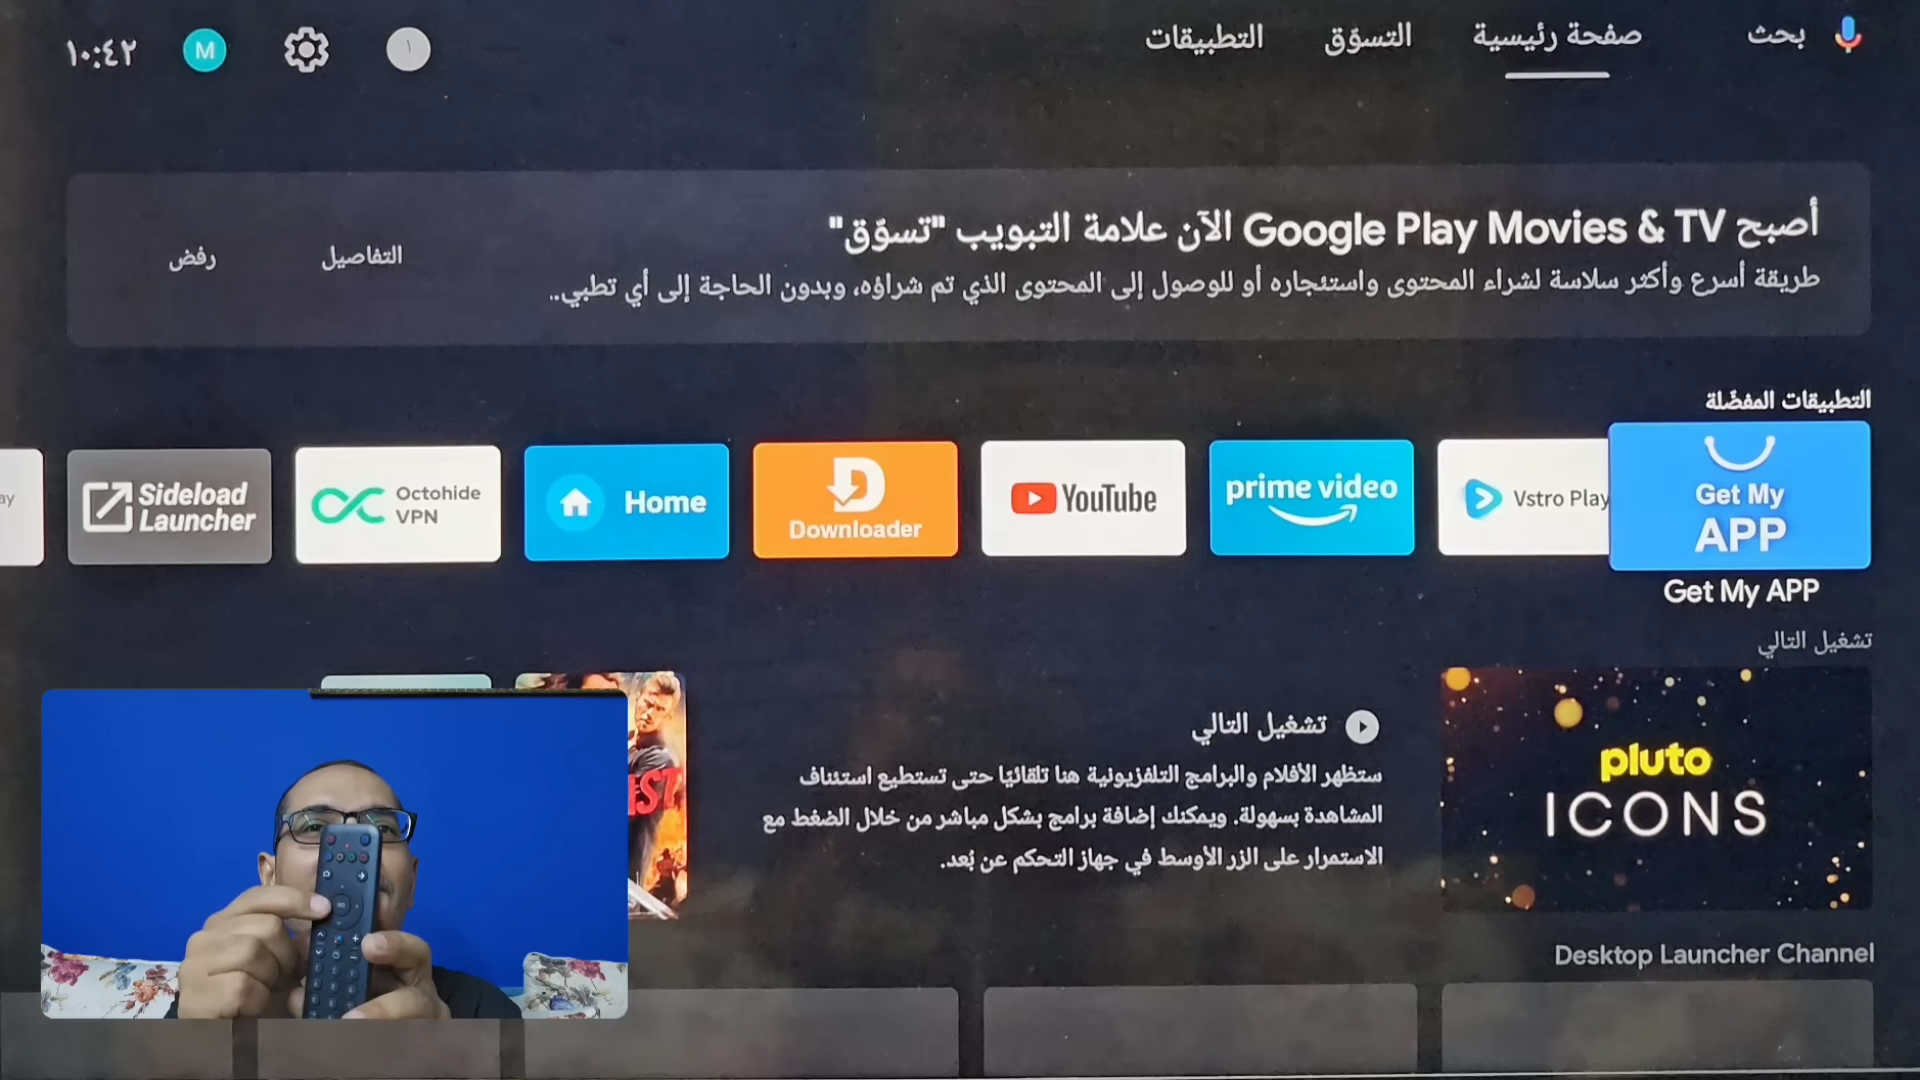 بحث
صفحة رئيسية
التسوّق
التطبيقات
١
M
١٠:٤٢
أصبح Google Play Movies & TV الآن علامة التبويب "تسوّق"
طريقة أسرع وأكثر سلاسة لشراء المحتوى واستئجاره أو للوصول إلى المحتوى الذي تم شراؤه، وبدون الحاجة إلى أي تطبي..
التفاصيل
رفض
التطبيقات المفضّلة
Get My
APP
Get My APP
Vstro Play
prime video
YouTube
Downloader
Home
Octohide
VPN
Sideload
Launcher
ay
تشغيل التالي
pluto
ICONS
تشغيل التالي
ستظهر الأفلام والبرامج التلفزيونية هنا تلقائيًا حتى تستطيع استئناف
المشاهدة بسهولة. ويمكنك إضافة برامج بشكل مباشر من خلال الضغط مع
الاستمرار على الزر الأوسط في جهاز التحكم عن بُعد.
IST
Desktop Launcher Channel